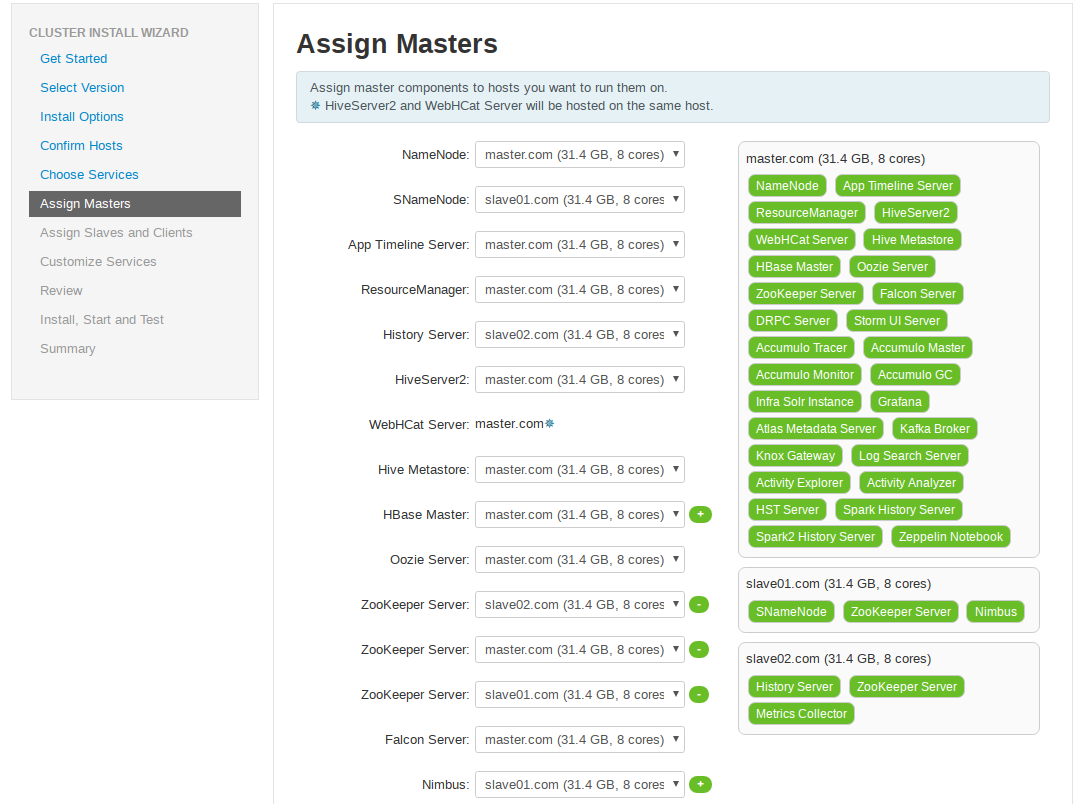 CLUSTER INSTALL WIZARD
Get Started
Select Version
Install Options
Confirm Hosts
Choose Services
Assign Masters
Assign Slaves and Clients
Customize Services
Review
Install, Start and Test
Summary
Assign Masters
Assign master components to hosts you want to run them on.
✵ HiveServer2 and WebHCat Server will be hosted on the same host.
NameNode: master.com (31.4 GB, 8 cores)
SNameNode: slave01.com (31.4 GB, 8 cores
App Timeline Server: master.com (31.4 GB, 8 cores)
ResourceManager: master.com (31.4 GB, 8 cores)
History Server: slave02.com (31.4 GB, 8 cores
HiveServer2: master.com (31.4 GB, 8 cores)
WebHCat Server: master.com✵
Hive Metastore: master.com (31.4 GB, 8 cores)
HBase Master: master.com (31.4 GB, 8 cores) +
Oozie Server: master.com (31.4 GB, 8 cores)
ZooKeeper Server: slave02.com (31.4 GB, 8 cores -
ZooKeeper Server: master.com (31.4 GB, 8 cores) -
ZooKeeper Server: slave01.com (31.4 GB, 8 cores -
Falcon Server: master.com (31.4 GB, 8 cores)
Nimbus: slave01.com (31.4 GB, 8 cores +
master.com (31.4 GB, 8 cores)
NameNode App Timeline Server
ResourceManager HiveServer2
WebHCat Server Hive Metastore
HBase Master Oozie Server
ZooKeeper Server Falcon Server
DRPC Server Storm UI Server
Accumulo Tracer Accumulo Master
Accumulo Monitor Accumulo GC
Infra Solr Instance Grafana
Atlas Metadata Server Kafka Broker
Knox Gateway Log Search Server
Activity Explorer Activity Analyzer
HST Server Spark History Server
Spark2 History Server Zeppelin Notebook
slave01.com (31.4 GB, 8 cores)
SNameNode ZooKeeper Server Nimbus
slave02.com (31.4 GB, 8 cores)
History Server ZooKeeper Server
Metrics Collector